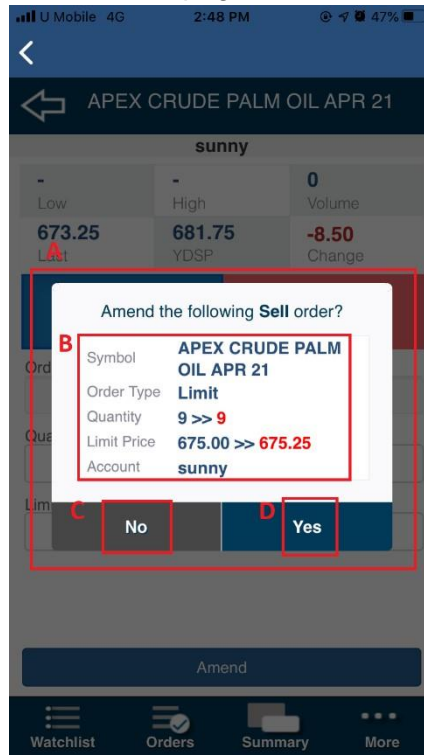 U Mobile 4G 2:48 PM 47%
APEX CRUDE PALM OIL APR 21
sunny
- - 0
Low High Volume
673.25 681.75 -8.50
Last YDSP Change
A
Amend the following Sell order?
B
Symbol APEX CRUDE PALM
OIL APR 21
Ord
Order Type Limit
Quantity 9 >> 9
Qua
Limit Price 675.00 >> 675.25
Account sunny
Lim
C D
No Yes
Amend
Watchlist Orders Summary More